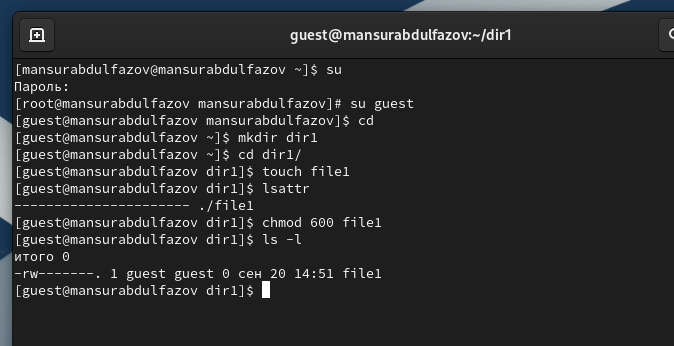 guest@mansurabdulfazov:~/dir1
[mansurabdulfazov@mansurabdulfazov ~]$ su
Пароль:
[root@mansurabdulfazov mansurabdulfazov]# su guest
[guest@mansurabdulfazov mansurabdulfazov]$ cd
[guest@mansurabdulfazov ~]$ mkdir dir1
[guest@mansurabdulfazov ~]$ cd dir1/
[guest@mansurabdulfazov dir1]$ touch file1
[guest@mansurabdulfazov dir1]$ lsattr
---------------------- ./file1
[guest@mansurabdulfazov dir1]$ chmod 600 file1
[guest@mansurabdulfazov dir1]$ ls -l
итого 0
-rw-------. 1 guest guest 0 сен 20 14:51 file1
[guest@mansurabdulfazov dir1]$